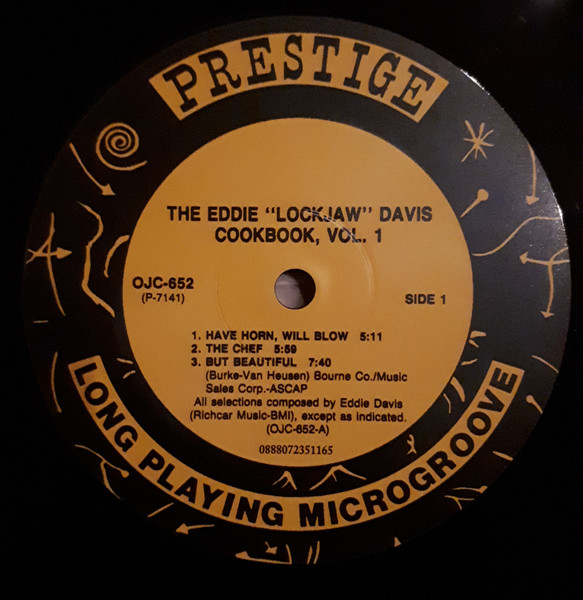 PRESTIGE
THE EDDIE "LOCKJAW" DAVIS
COOKBOOK, VOL. 1
OJC-652
(P-7141)
SIDE 1
1. HAVE HORN, WILL BLOW 5:11
2. THE CHEF 5:59
3. BUT BEAUTIFUL 7:40
(Burke-Van Heusen) Bourne Co./Music
Sales Corp.-ASCAP
All selections composed by Eddie Davis
(Richcar Music-BMI), except as indicated.
(OJC-652-A)
0888072351165
LONG PLAYING MICROGROOVE